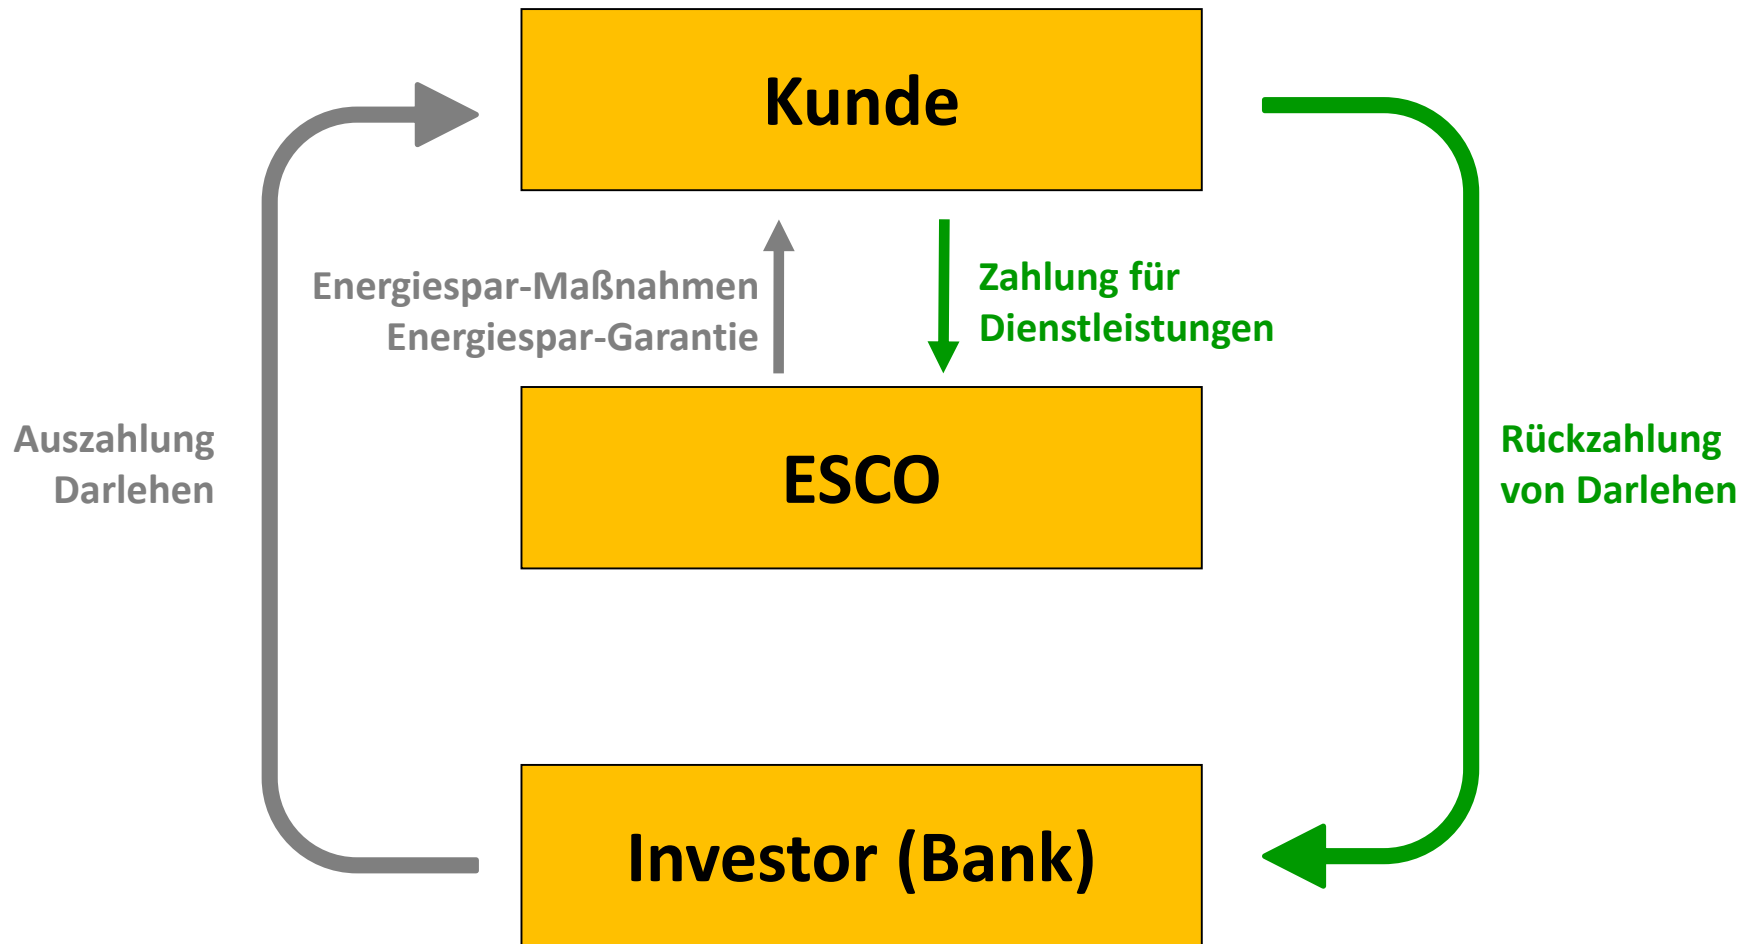 Kunde
Energiespar-Maßnahmen
Energiespar-Garantie
Zahlung für
Dienstleistungen
Auszahlung
Darlehen
ESCO
Rückzahlung
von Darlehen
Investor (Bank)